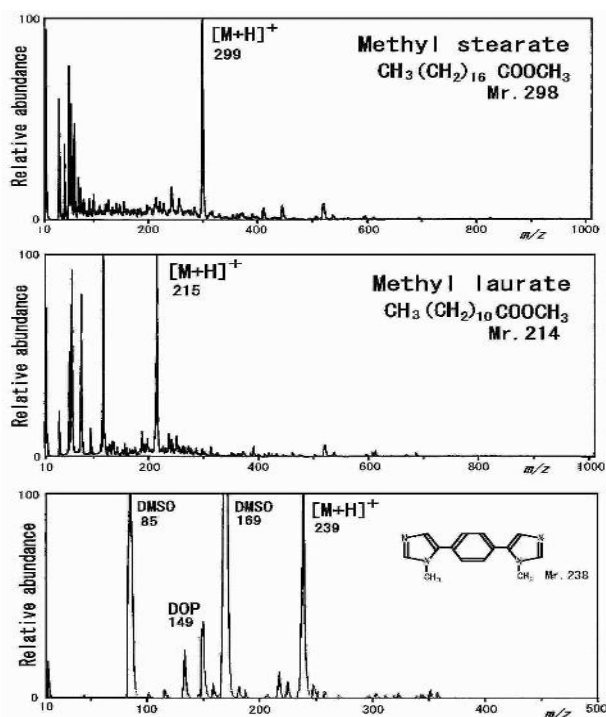 100
Relative abundance
0
[M+H]+
299
Methyl stearate
CH3(CH2)16 COOCH3
Mr. 298
10 200 400 600 800 1000
m/z
100
Relative abundance
0
[M+H]+
215
Methyl laurate
CH3(CH2)10COOCH3
Mr. 214
10 200 400 600 800 1000
m/z
100
Relative abundance
0
DMSO
85
DOP
149
DMSO
169
[M+H]+
239
N N
N N
CH3 CH3
Mr. 238
10 100 200 300 400 500
m/z